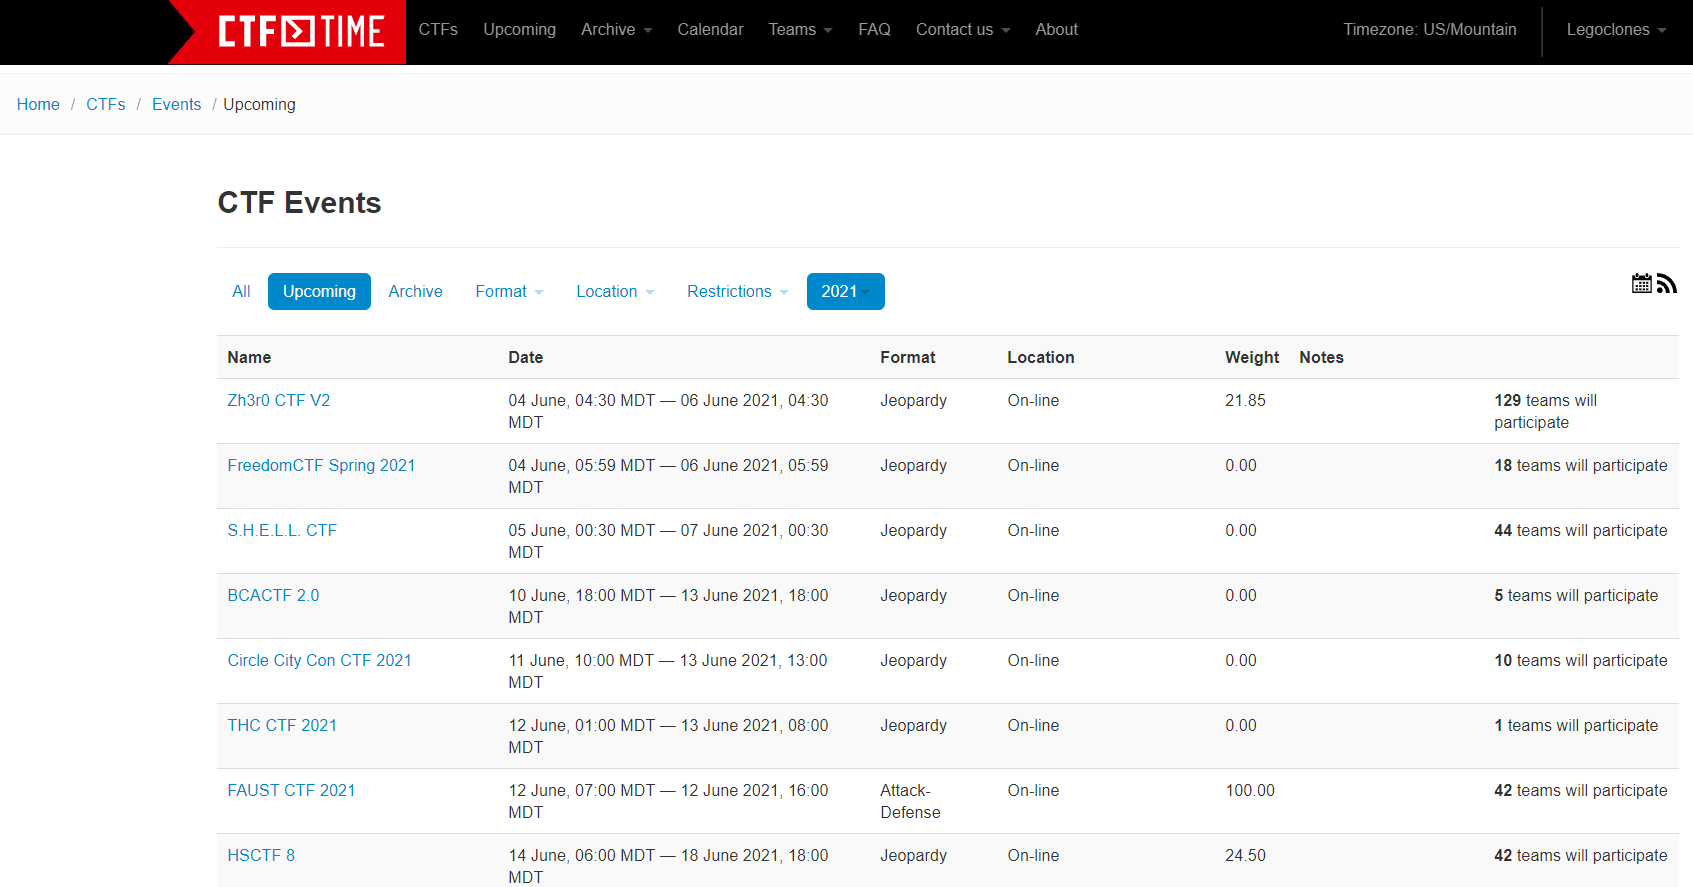 CTF TIME CTFs Upcoming Archive Calendar Teams FAQ Contact us About Timezone: US/Mountain Legoclones
Home / CTFs / Events / Upcoming
CTF Events
All Upcoming Archive Format Location Restrictions 2021
Name Date Format Location Weight Notes
Zh3r0 CTF V2 04 June, 04:30 MDT — 06 June 2021, 04:30 Jeopardy On-line 21.85 129 teams will
MDT participate
FreedomCTF Spring 2021 04 June, 05:59 MDT — 06 June 2021, 05:59 Jeopardy On-line 0.00 18 teams will participate
MDT
S.H.E.L.L. CTF 05 June, 00:30 MDT — 07 June 2021, 00:30 Jeopardy On-line 0.00 44 teams will participate
MDT
BCACTF 2.0 10 June, 18:00 MDT — 13 June 2021, 18:00 Jeopardy On-line 0.00 5 teams will participate
MDT
Circle City Con CTF 2021 11 June, 10:00 MDT — 13 June 2021, 13:00 Jeopardy On-line 0.00 10 teams will participate
MDT
THC CTF 2021 12 June, 01:00 MDT — 13 June 2021, 08:00 Jeopardy On-line 0.00 1 teams will participate
MDT
FAUST CTF 2021 12 June, 07:00 MDT — 12 June 2021, 16:00 Attack- On-line 100.00 42 teams will participate
MDT Defense
HSCTF 8 14 June, 06:00 MDT — 18 June 2021, 18:00 Jeopardy On-line 24.50 42 teams will participate
MDT